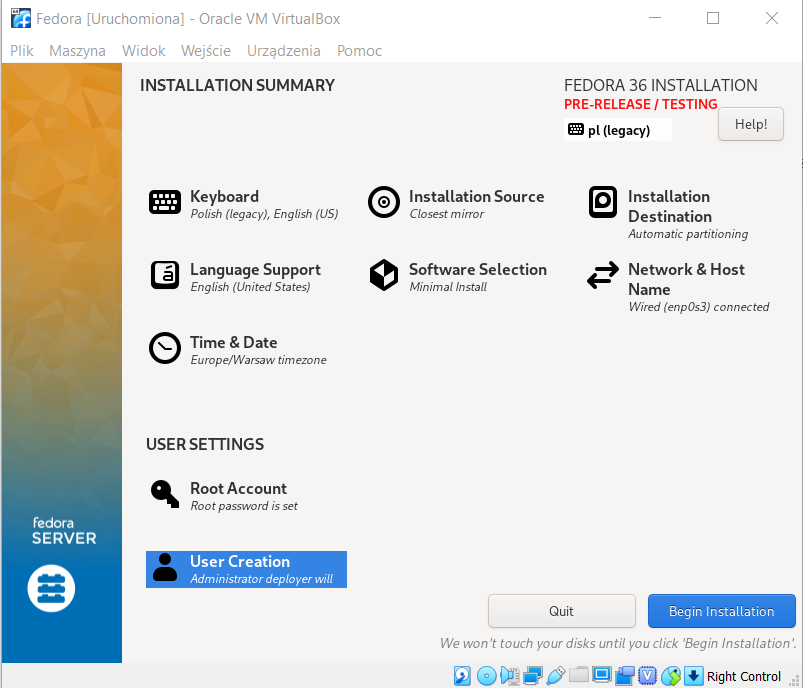 Fedora [Uruchomiona] - Oracle VM VirtualBox
Plik Maszyna Widok Wejście Urządzenia Pomoc
INSTALLATION SUMMARY
FEDORA 36 INSTALLATION
PRE-RELEASE / TESTING
pl (legacy)
Help!
Keyboard
Polish (legacy), English (US)
Installation Source
Closest mirror
Installation
Destination
Automatic partitioning
Language Support
English (United States)
Software Selection
Minimal Install
Network & Host
Name
Wired (enp0s3) connected
Time & Date
Europe/Warsaw timezone
USER SETTINGS
Root Account
Root password is set
User Creation
Administrator deployer will
fedora
SERVER
Quit
Begin Installation
We won't touch your disks until you click 'Begin Installation'.
Right Control